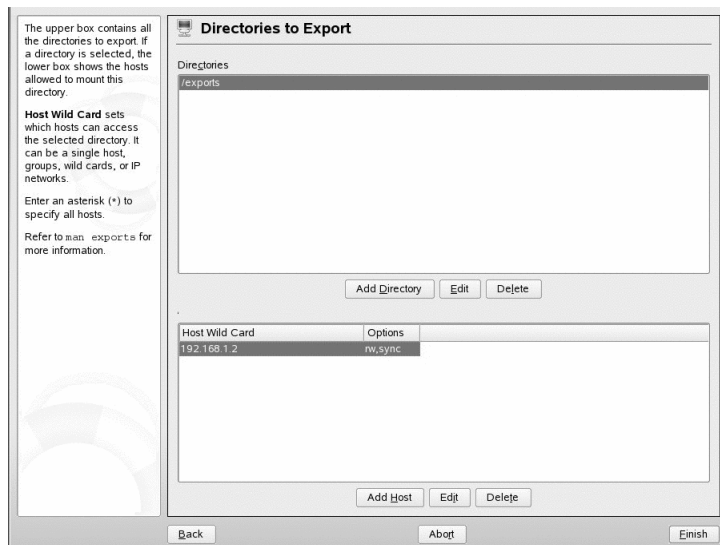 The upper box contains all
the directories to export. If
a directory is selected, the
lower box shows the hosts
allowed to mount this
directory.
Host Wild Card sets
which hosts can access
the selected directory. It
can be a single host,
groups, wild cards, or IP
networks.
Enter an asterisk (*) to
specify all hosts.
Refer to man exports for
more information.
Directories to Export
Directories
/exports
Add Directory Edit Delete
Host Wild Card Options
192.168.1.2 rw,sync
Add Host Edit Delete
Back Abort Finish